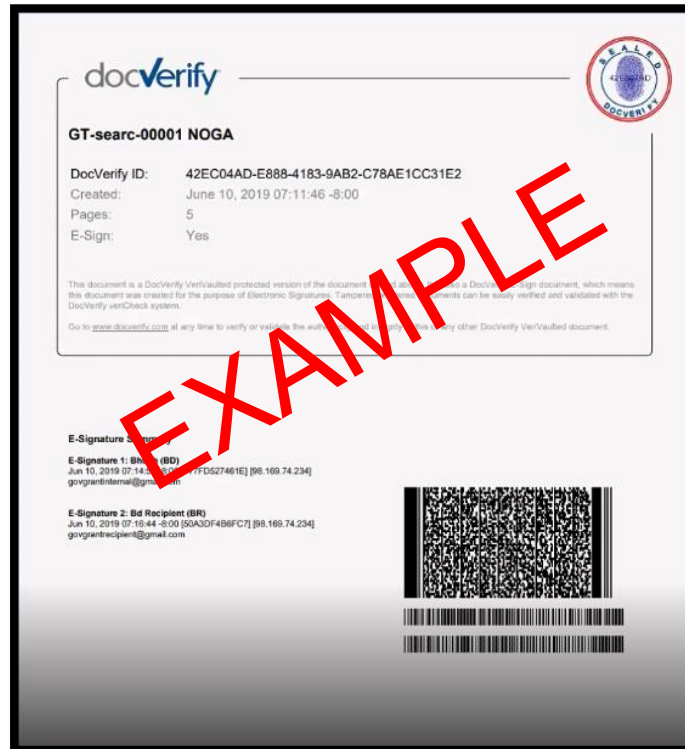 docVerify
SEALED
DOCVERIFY
GT-searc-00001 NOGA
DocVerify ID: 42EC04AD-E888-4183-9AB2-C78AE1CC31E2
Created: June 10, 2019 07:11:46 -8:00
Pages: 5
E-Sign: Yes
This document is a DocVerify VeriVaulted protected version of the document a DocVerify E-Sign document, which means
this document was created for the purpose of Electronic Signatures. Tampered can be easily verified and validated with the
DocVerify veriCheck system.
Go to www.docverify.com at any time to verify or validate the any other DocVerify VeriVaulted document.
EXAMPLE
E-Signature
E-Signature 1: (BD)
Jun 10, 2019 [98.169.74.234]
E-Signature 2: Bd Recipient (BR)
Jun 10, 2019 07:16:44 -8:00 [50A3DF4B6FC7] [98.169.74.234]
govgrantrecipient@gmail.com